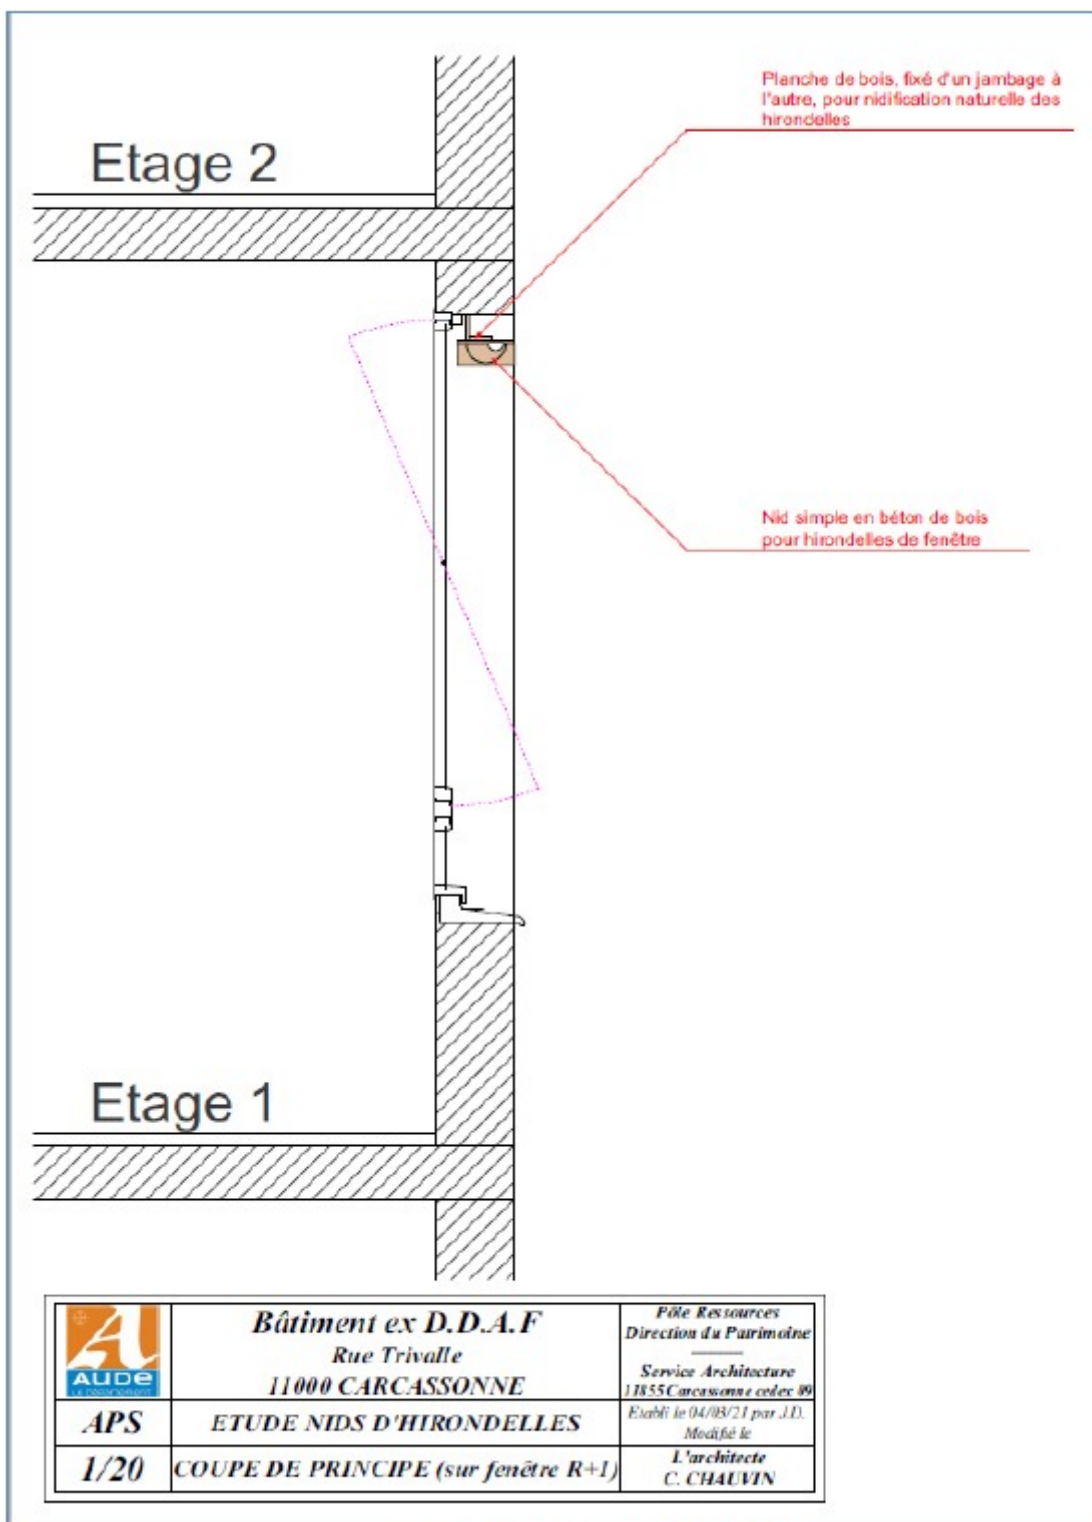 Planche de bois, fixé d'un jambage à
l'autre, pour nidification naturelle des
hirondelles
Etage 2
Nid simple en béton de bois
pour hirondelles de fenêtre
Etage 1
AUDe
LE DÉPARTEMENT
Bâtiment ex D.D.A.F
Rue Trivalle
11000 CARCASSONNE
Pôle Ressources
Direction du Patrimoine
Service Architecture
11855 Carcassonne cedex 09
APS
ETUDE NIDS D'HIRONDELLES
Etabli le 04/03/21 par J.D.
Modifié le
1/20
COUPE DE PRINCIPE (sur fenêtre R+1)
L'architecte
C. CHAUVIN